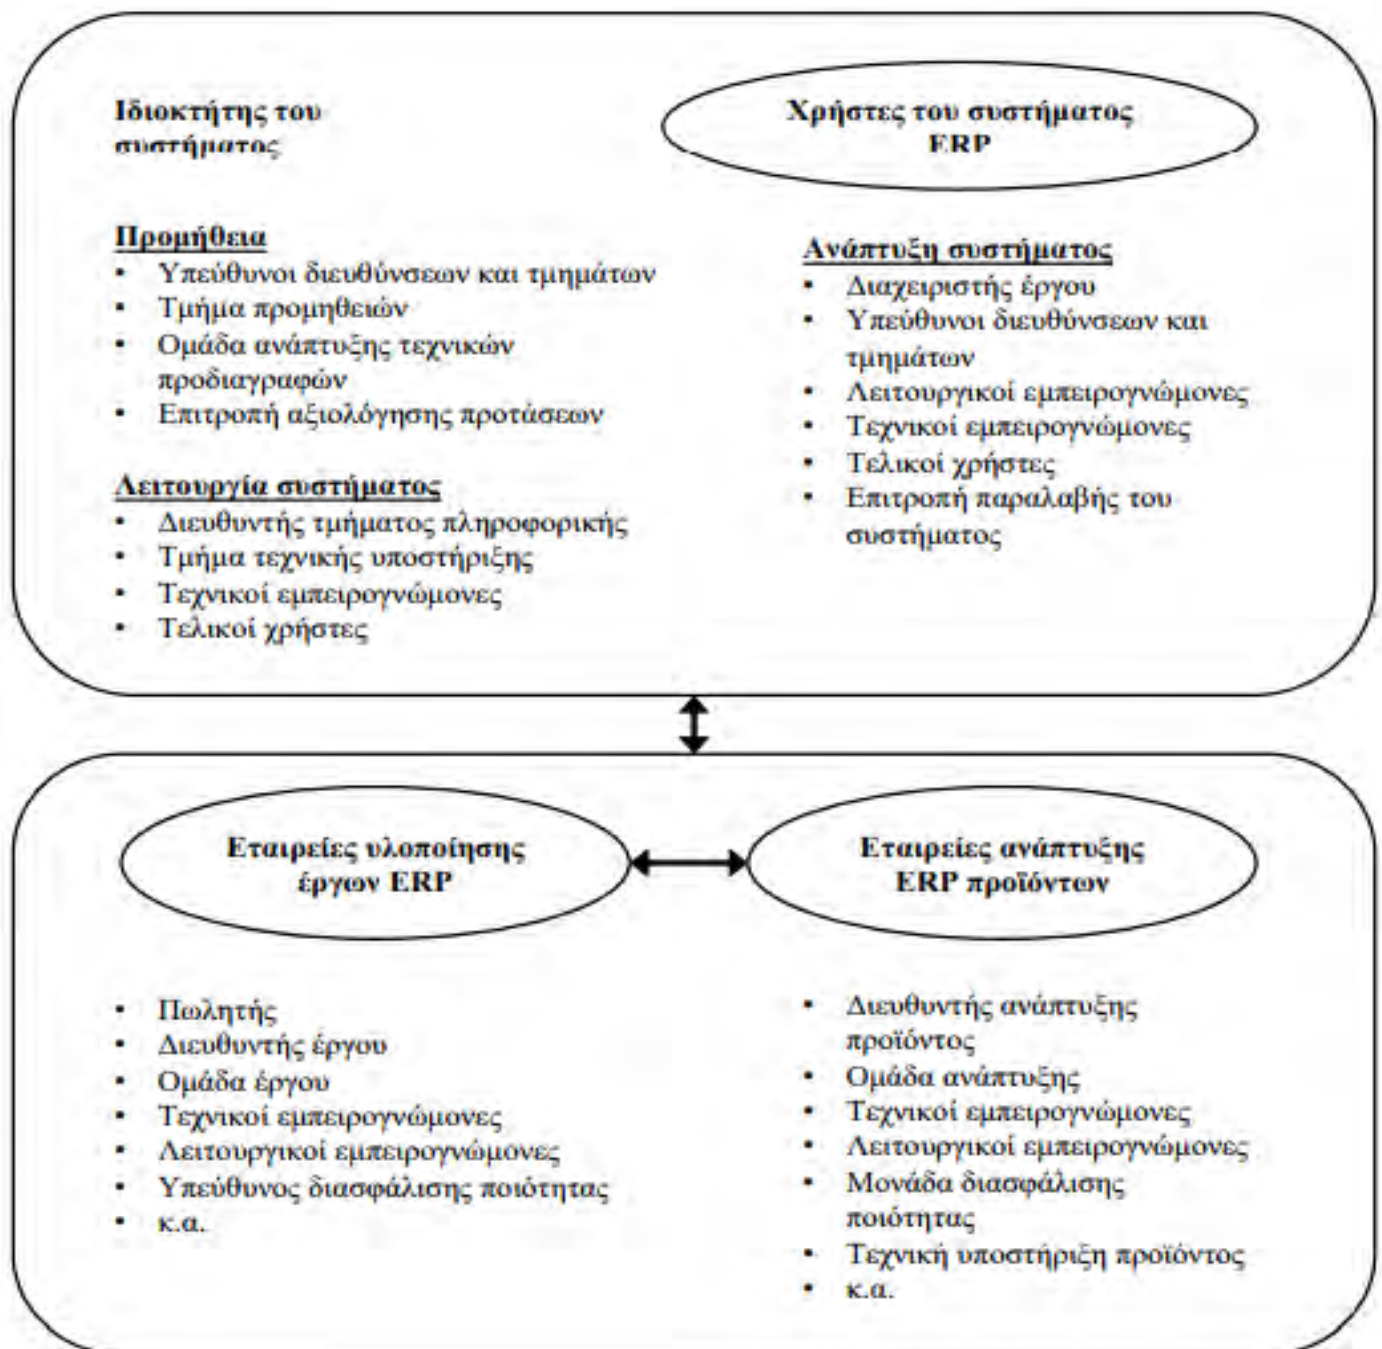 Ιδιοκτήτης του
συστήματος
Χρήστες του συστήματος
ERP
Προμήθεια
• Υπεύθυνοι διευθύνσεων και τμημάτων
• Τμήμα προμηθειών
• Ομάδα ανάπτυξης τεχνικών
προδιαγραφών
• Επιτροπή αξιολόγησης προτάσεων
Λειτουργία συστήματος
• Διευθυντής τμήματος πληροφορικής
• Τμήμα τεχνικής υποστήριξης
• Τεχνικοί εμπειρογνώμονες
• Τελικοί χρήστες
Ανάπτυξη συστήματος
• Διαχειριστής έργου
• Υπεύθυνοι διευθύνσεων και
τμημάτων
• Λειτουργικοί εμπειρογνώμονες
• Τεχνικοί εμπειρογνώμονες
• Τελικοί χρήστες
• Επιτροπή παραλαβής του
συστήματος
Εταιρείες υλοποίησης
έργων ERP
Εταιρείες ανάπτυξης
ERP προϊόντων
• Πωλητής
• Διευθυντής έργου
• Ομάδα έργου
• Τεχνικοί εμπειρογνώμονες
• Λειτουργικοί εμπειρογνώμονες
• Υπεύθυνος διασφάλισης ποιότητας
• κ.α.
• Διευθυντής ανάπτυξης
προϊόντος
• Ομάδα ανάπτυξης
• Τεχνικοί εμπειρογνώμονες
• Λειτουργικοί εμπειρογνώμονες
• Μονάδα διασφάλισης
ποιότητας
• Τεχνική υποστήριξη προϊόντος
• κ.α.